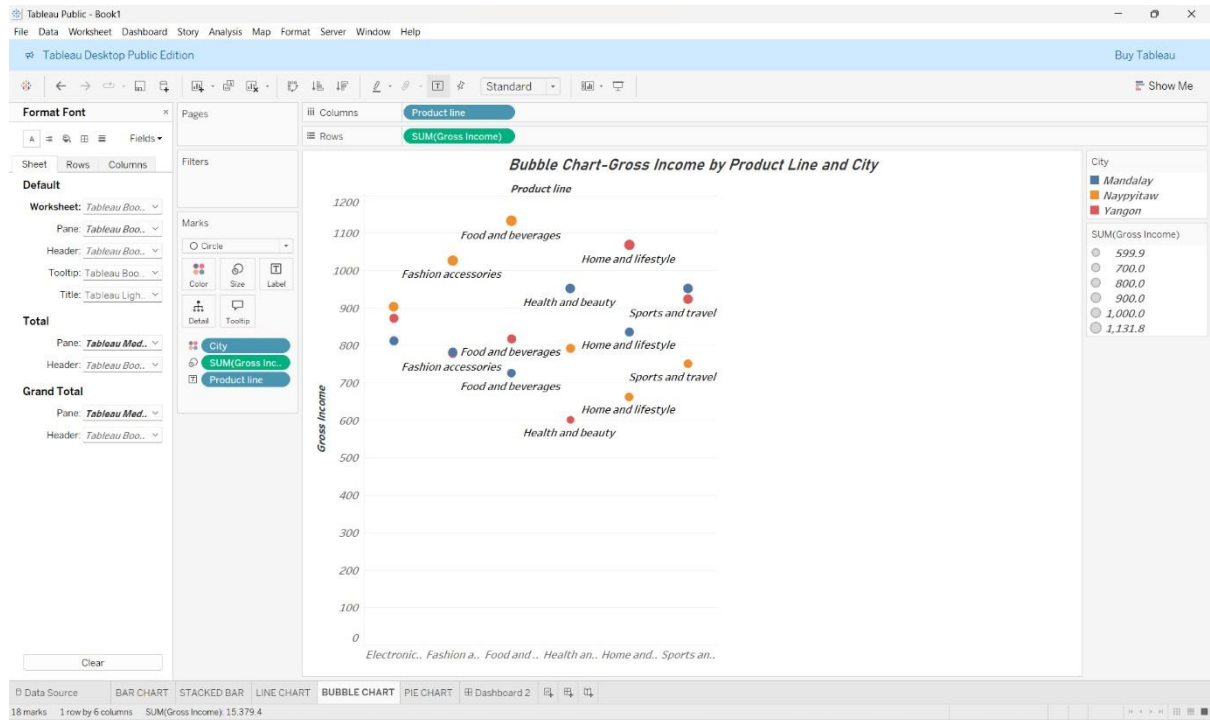 Tableau Public - Book1
File Data Worksheet Dashboard Story Analysis Map Format Server Window Help
Tableau Desktop Public Edition
Buy Tableau
Standard
Show Me
Format Font
Fields
Sheet Rows Columns
Default
Worksheet: Tableau Boo..
Pane: Tableau Boo..
Header: Tableau Boo..
Tooltip: Tableau Boo..
Title: Tableau Ligh..
Total
Pane: Tableau Med..
Header: Tableau Boo..
Grand Total
Pane: Tableau Med..
Header: Tableau Boo..
Clear
Pages
Filters
Marks
Circle
Color Size Label
Detail Tooltip
City
SUM(Gross Inc..
Product line
Columns Product line
Rows SUM(Gross Income)
Bubble Chart-Gross Income by Product Line and City
Product line
1200
1100
1000
900
800
700
600
500
400
300
200
100
0
Gross Income
Food and beverages
Home and lifestyle
Fashion accessories
Health and beauty
Sports and travel
Home and lifestyle
Food and beverages
Fashion accessories
Sports and travel
Food and beverages
Home and lifestyle
Health and beauty
Electronic.. Fashion a.. Food and .. Health an.. Home and.. Sports an..
City
Mandalay
Naypyitaw
Yangon
SUM(Gross Income)
599.9
700.0
800.0
900.0
1,000.0
1,131.8
Data Source BAR CHART STACKED BAR LINE CHART BUBBLE CHART PIE CHART Dashboard 2
18 marks 1 row by 6 columns SUM(Gross Income): 15,379.4